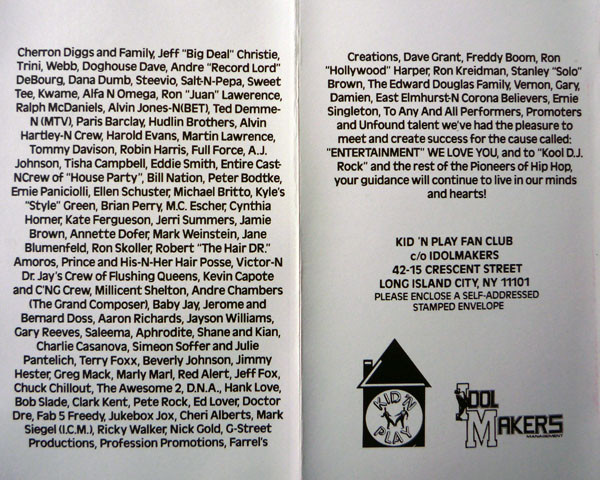 Cherron Diggs and Family, Jeff "Big Deal" Christie,
Trini, Webb, Doghouse Dave, Andre "Record Lord"
DeBourg, Dana Dumb, Steevio, Salt-N-Pepa, Sweet
Tee, Kwame, Alfa N Omega, Ron "Juan" Lawerence,
Ralph McDaniels, Alvin Jones-N(BET), Ted Demme-
N (MTV), Paris Barclay, Hudlin Brothers, Alvin
Hartley-N Crew, Harold Evans, Martin Lawrence,
Tommy Davison, Robin Harris, Full Force, A.J.
Johnson, Tisha Campbell, Eddie Smith, Entire Cast-
NCrew of "House Party", Bill Nation, Peter Bodtke,
Ernie Paniciolli, Ellen Schuster, Michael Britto, Kyle's
"Style" Green, Brian Perry, M.C. Escher, Cynthia
Horner, Kate Fergueson, Jerri Summers, Jamie
Brown, Annette Dofer, Mark Weinstein, Jane
Blumenfeld, Ron Skoller, Robert "The Hair DR."
Amoros, Prince and His-N-Her Hair Posse, Victor-N
Dr. Jay's Crew of Flushing Queens, Kevin Capote
and C'NG Crew, Millicent Shelton, Andre Chambers
(The Grand Composer), Baby Jay, Jerome and
Bernard Doss, Aaron Richards, Jayson Williams,
Gary Reeves, Saleema, Aphrodite, Shane and Kian,
Charlie Casanova, Simeon Soffer and Julie
Pantelich, Terry Foxx, Beverly Johnson, Jimmy
Hester, Greg Mack, Marly Marl, Red Alert, Jeff Fox,
Chuck Chillout, The Awesome 2, D.N.A., Hank Love,
Bob Slade, Clark Kent, Pete Rock, Ed Lover, Doctor
Dre, Fab 5 Freedy, Jukebox Jox, Cheri Alberts, Mark
Siegel (I.C.M.), Ricky Walker, Nick Gold, G-Street
Productions, Profession Promotions, Farrel's
Creations, Dave Grant, Freddy Boom, Ron
"Hollywood" Harper, Ron Kreidman, Stanley "Solo"
Brown, The Edward Douglas Family, Vernon, Gary,
Damien, East Elmhurst-N Corona Believers, Ernie
Singleton, To Any And All Performers, Promoters
and Unfound talent we've had the pleasure to
meet and create success for the cause called:
"ENTERTAINMENT" WE LOVE YOU, and to "Kool D.J.
Rock" and the rest of the Pioneers of Hip Hop,
your guidance will continue to live in our minds
and hearts!
KID 'N PLAY FAN CLUB
c/o IDOLMAKERS
42-15 CRESCENT STREET
LONG ISLAND CITY, NY 11101
PLEASE ENCLOSE A SELF-ADDRESSED
STAMPED ENVELOPE
KID 'N
PLAY
IDOL
MAKERS
MANAGEMENT